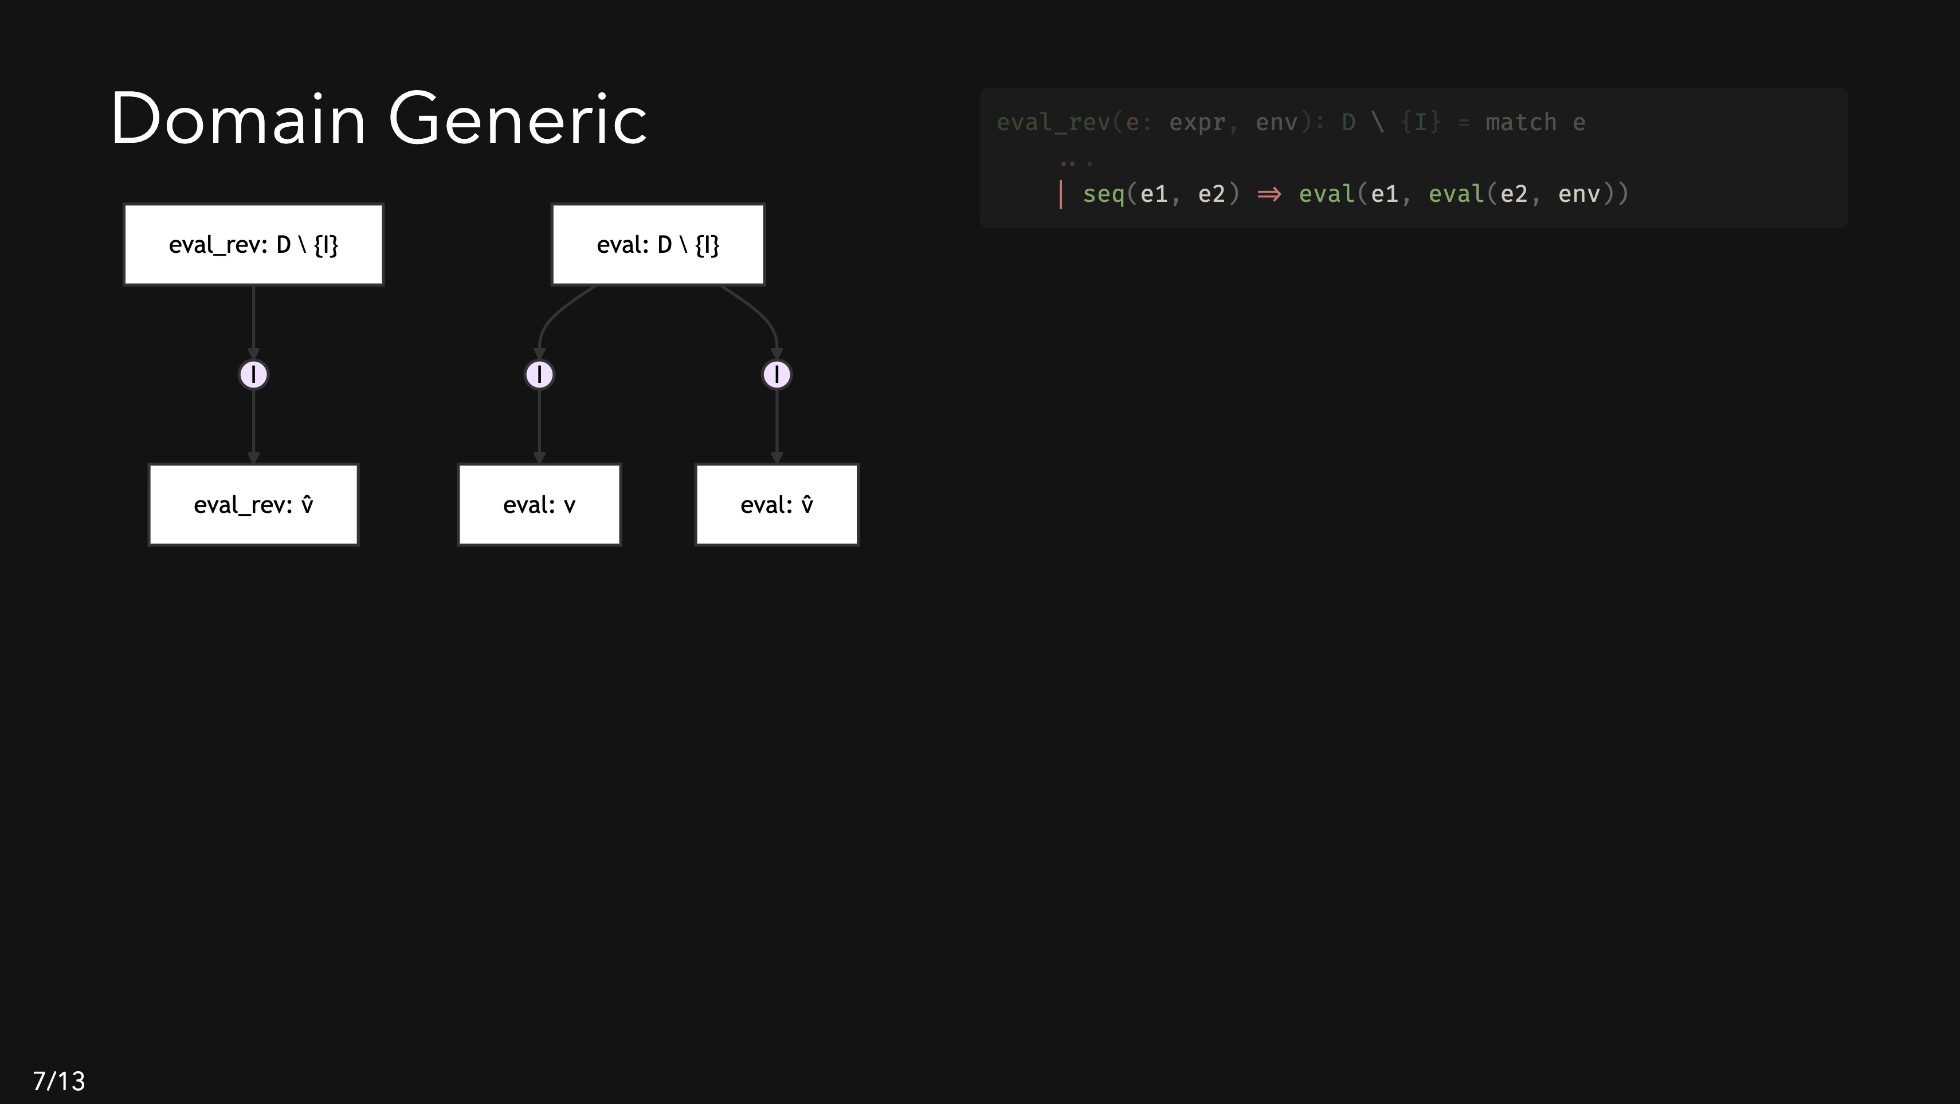 Domain Generic
eval_rev: D \ {I}
eval: D \ {I}
I
I
I
eval_rev: v̂
eval: v
eval: v̂
eval_rev(e: expr, env): D \ {I} = match e
...
| seq(e1, e2) ⇒ eval(e1, eval(e2, env))
7/13